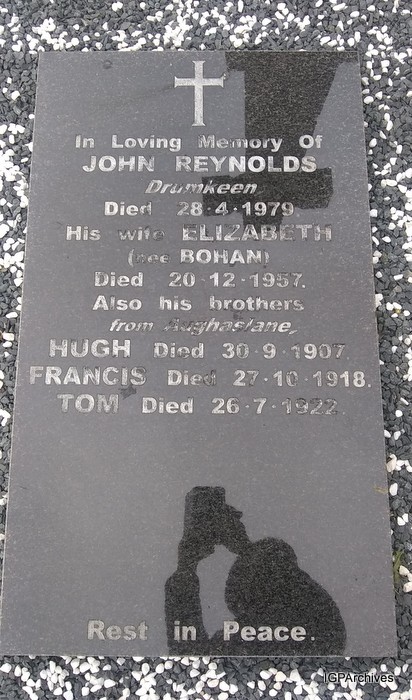 In Loving Memory Of
JOHN REYNOLDS
Drumkeen
Died 28·4·1979.
His wife ELIZABETH
(nee BOHAN)
Died 20·12·1957.
Also his brothers
from Aughaslane,
HUGH Died 30·9·1907.
FRANCIS Died 27·10·1918.
TOM Died 26·7·1922.
Rest in Peace.
IGPArchives